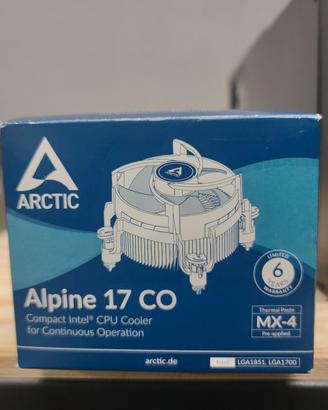 ARCTIC
Alpine 17 CO
Compact Intel® CPU Cooler
for Continuous Operation
LIMITED
6
YEARS
WARRANTY
Thermal Paste
MX-4
Pre-applied
arctic.de
LGA1851, LGA1700